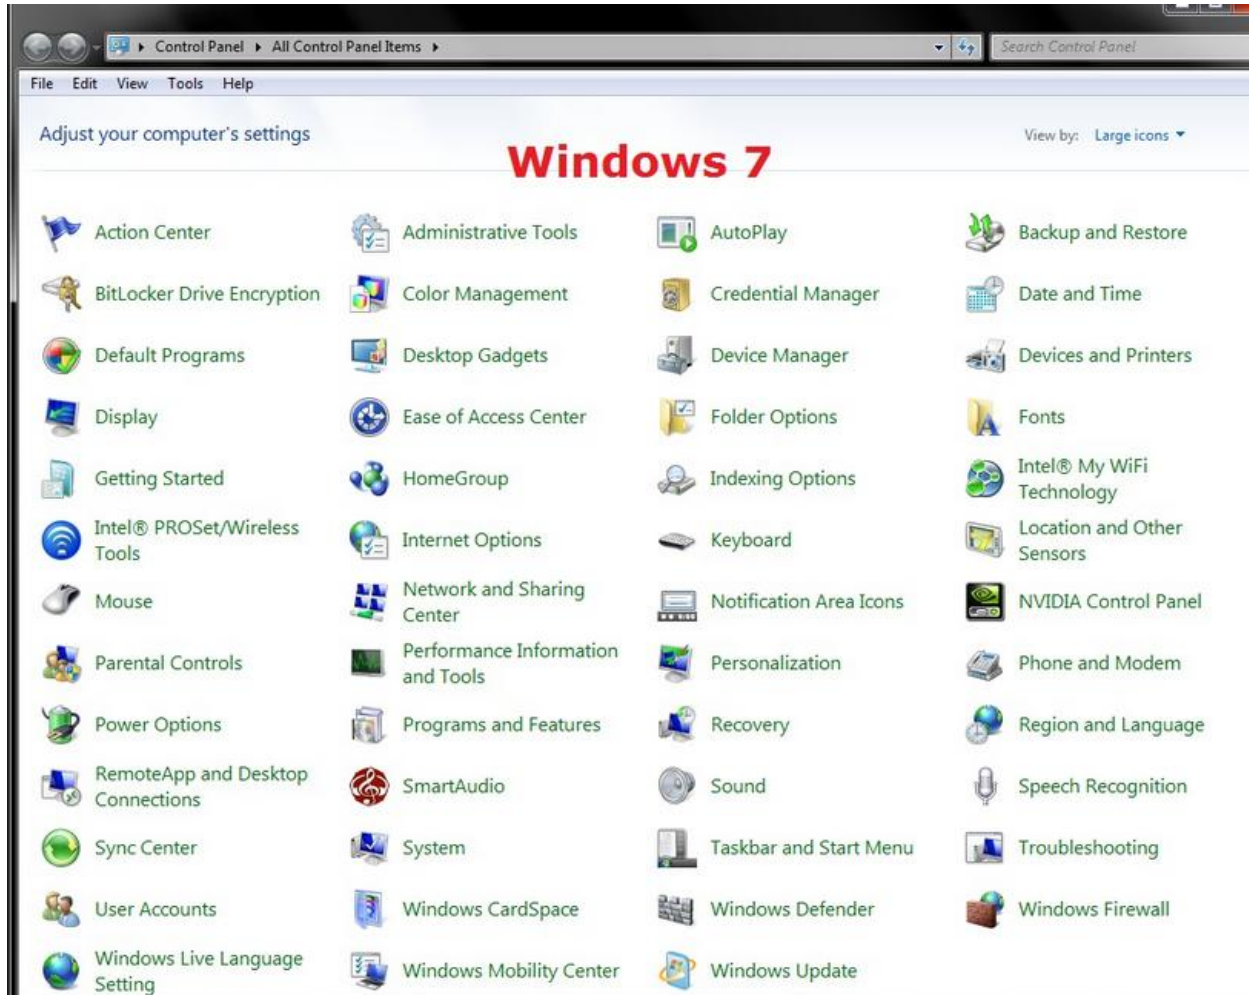 Control Panel ▸ All Control Panel Items ▸
Search Control Panel
File Edit View Tools Help
Adjust your computer's settings
View by: Large icons
Windows 7
Action Center
Administrative Tools
AutoPlay
Backup and Restore
BitLocker Drive Encryption
Color Management
Credential Manager
Date and Time
Default Programs
Desktop Gadgets
Device Manager
Devices and Printers
Display
Ease of Access Center
Folder Options
Fonts
Getting Started
HomeGroup
Indexing Options
Intel® My WiFi
Technology
Intel® PROSet/Wireless
Tools
Internet Options
Keyboard
Location and Other
Sensors
Mouse
Network and Sharing
Center
Notification Area Icons
NVIDIA Control Panel
Parental Controls
Performance Information
and Tools
Personalization
Phone and Modem
Power Options
Programs and Features
Recovery
Region and Language
RemoteApp and Desktop
Connections
SmartAudio
Sound
Speech Recognition
Sync Center
System
Taskbar and Start Menu
Troubleshooting
User Accounts
Windows CardSpace
Windows Defender
Windows Firewall
Windows Live Language
Setting
Windows Mobility Center
Windows Update